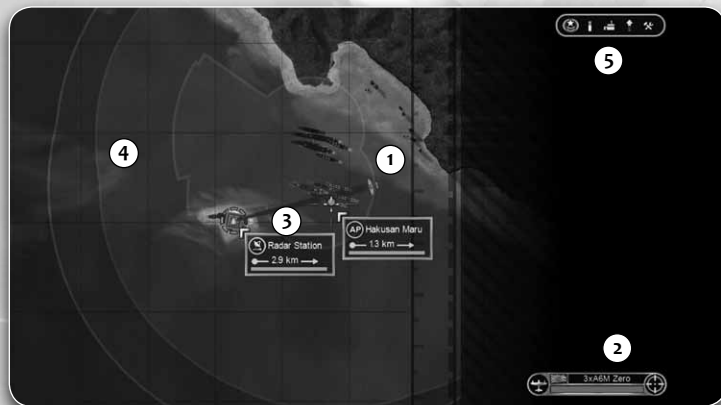 5
4
1
3
AP Hakusan Maru
1.3 km
Radar Station
2.9 km
2
3xA6M Zero